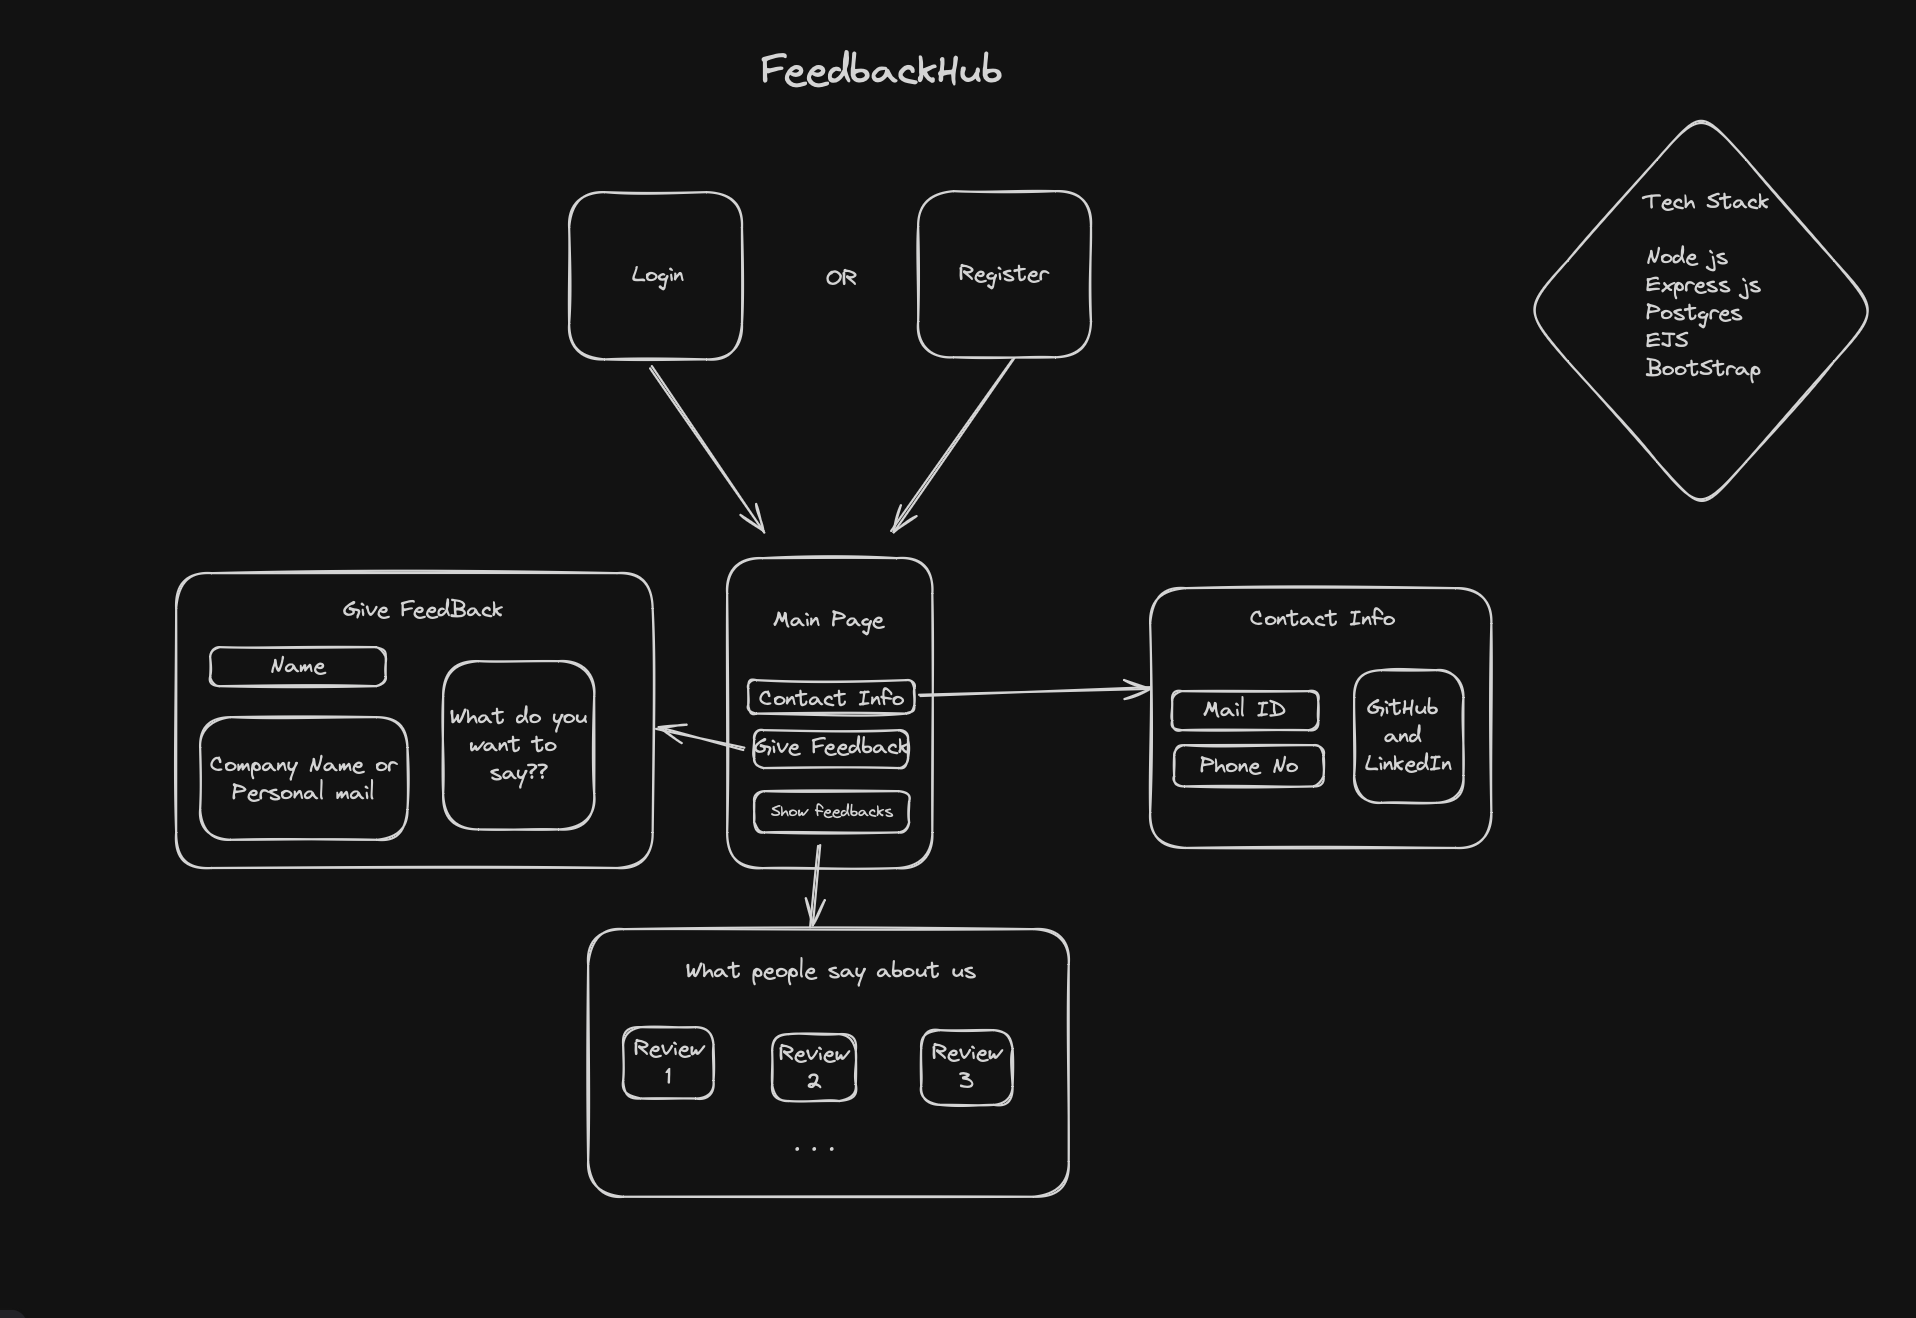 FeedbackHub
Login
OR
Register
Tech Stack
Node js
Express js
Postgres
EJS
BootStrap
Give FeedBack
Name
Company Name or
Personal mail
What do you
want to
say??
Main Page
Contact Info
Give Feedback
Show feedbacks
Contact Info
Mail ID
Phone No
GitHub
and
LinkedIn
What people say about us
Review
1
Review
2
Review
3
...